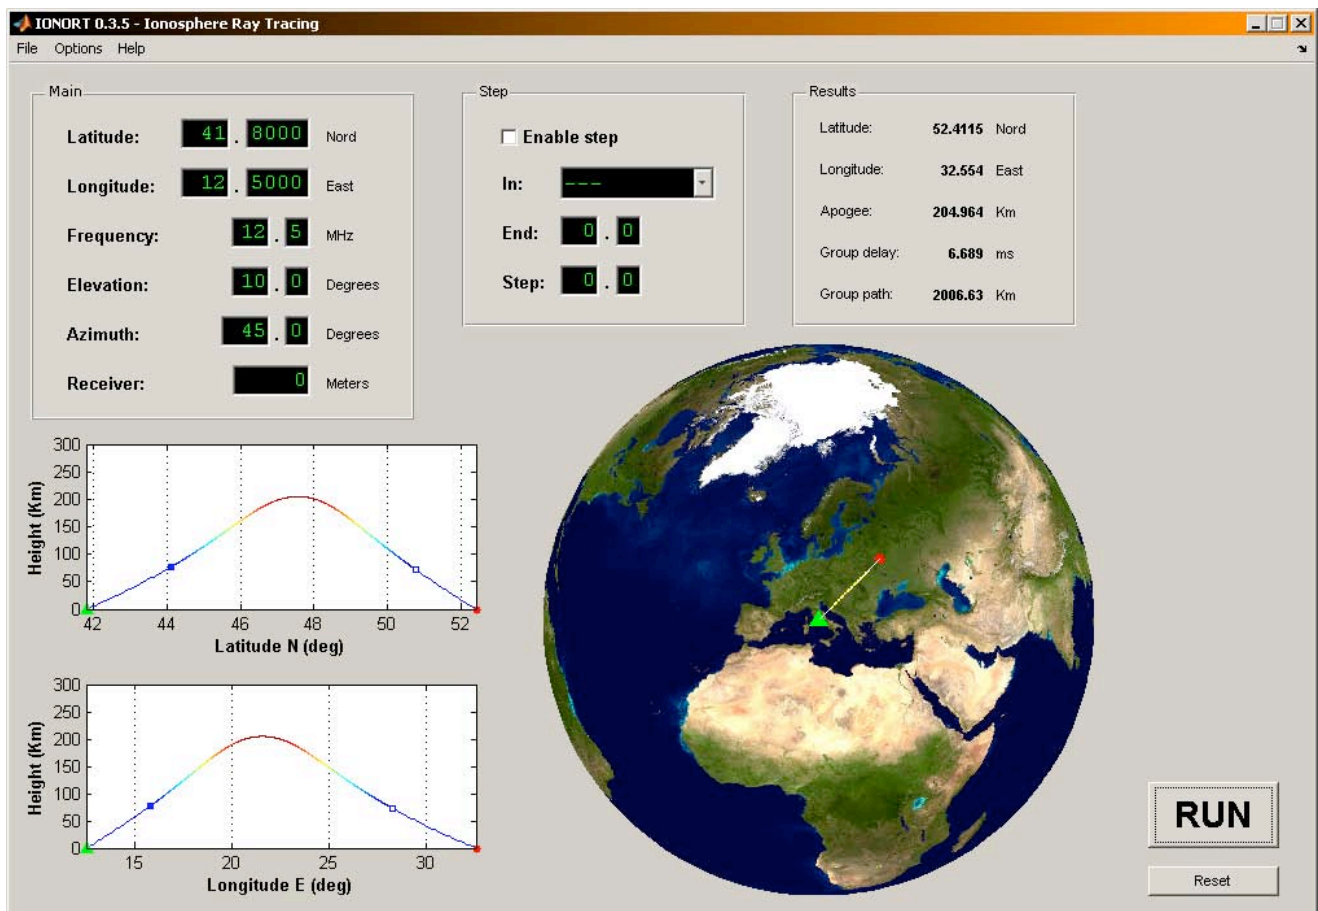 IONORT 0.3.5 - Ionosphere Ray Tracing
File Options Help
Main
Latitude: 41 . 8000 Nord
Longitude: 12 . 5000 East
Frequency: 12 . 5 MHz
Elevation: 10 . 0 Degrees
Azimuth: 45 . 0 Degrees
Receiver: 0 Meters
Step
Enable step
In: ---
End: 0 . 0
Step: 0 . 0
Results
Latitude: 52.4115 Nord
Longitude: 32.554 East
Apogee: 204.964 Km
Group delay: 6.689 ms
Group path: 2006.63 Km
Height (Km)
300
250
200
150
100
50
0
42 44 46 48 50 52
Latitude N (deg)
Height (Km)
300
250
200
150
100
50
0
15 20 25 30
Longitude E (deg)
RUN
Reset